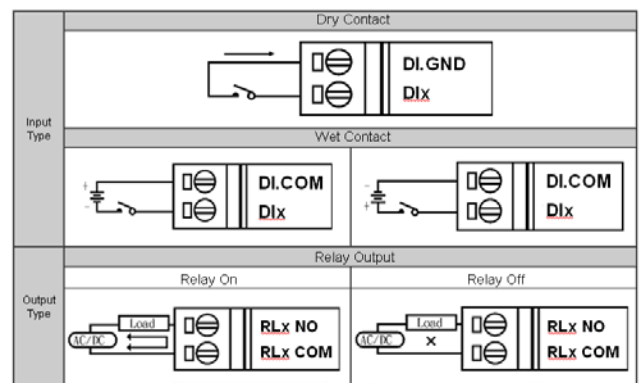 Dry Contact
DI.GND
DIx
Input
Type
Wet Contact
+
-
DI.COM
DIx
-
+
DI.COM
DIx
Relay Output
Relay On
Relay Off
Output
Type
Load
AC/DC
RLx NO
RLx COM
Load
AC/DC
×
RLx NO
RLx COM